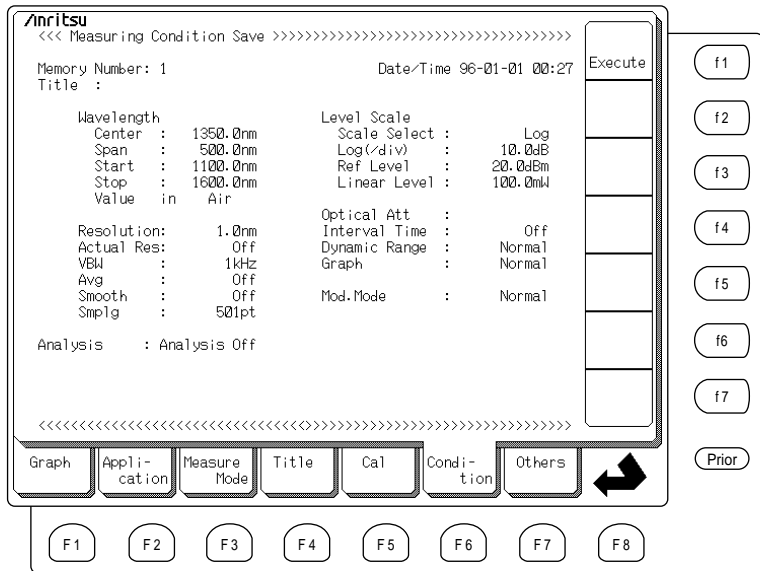 Anritsu
<<< Measuring Condition Save >>>>>>>>>>>>>>>>>>>>>>>>>>>>>>>>>>>>>
Memory Number: 1 Date/Time 96-01-01 00:27
Title :
Wavelength
Center : 1350.0nm
Span : 500.0nm
Start : 1100.0nm
Stop : 1600.0nm
Value in Air
Resolution: 1.0nm
Actual Res: Off
VBW : 1kHz
Avg : Off
Smooth : Off
Smplg : 501pt
Level Scale
Scale Select : Log
Log(/div) : 10.0dB
Ref Level : 20.0dBm
Linear Level : 100.0mW
Optical Att :
Interval Time : Off
Dynamic Range : Normal
Graph : Normal
Mod.Mode : Normal
Analysis : Analysis Off
<<<<<<<<<<<<<<<<<<<<<<<<<<<<<<<<<>>>>>>>>>>>>>>>>>>>>>>>>>>>>>>>>>
Execute
f1
f2
f3
f4
f5
f6
f7
Prior
Graph
Appli-
cation
Measure
Mode
Title
Cal
Condi-
tion
Others
F1
F2
F3
F4
F5
F6
F7
F8